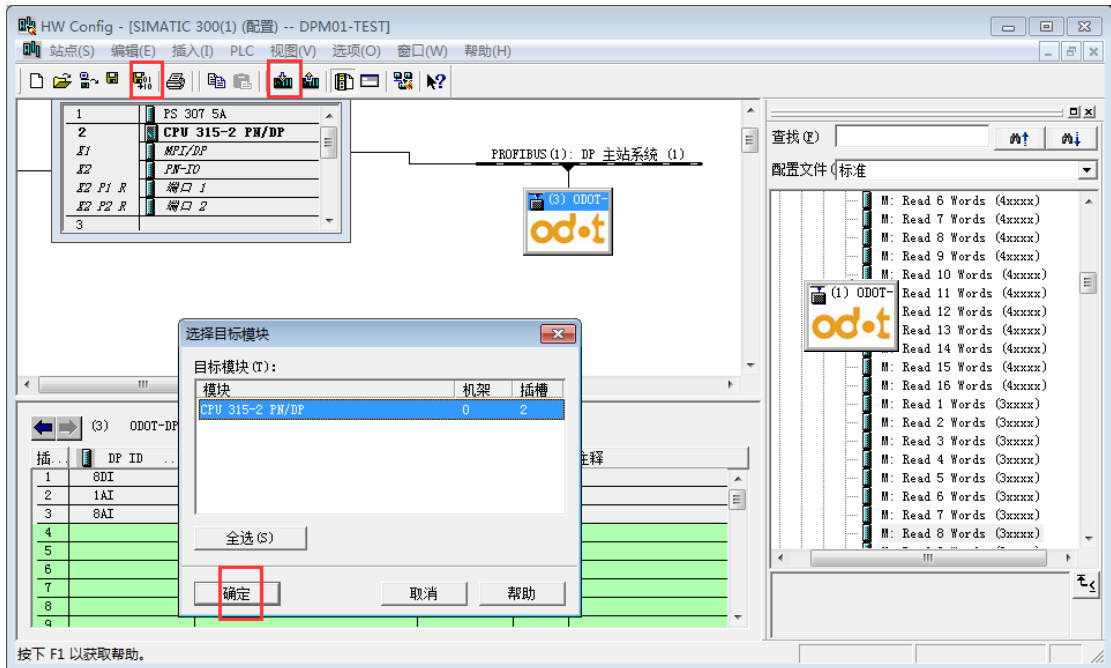 HW Config - [SIMATIC 300(1) (配置) -- DPM01-TEST]
站点(S) 编辑(E) 插入(I) PLC 视图(V) 选项(O) 窗口(W) 帮助(H)
1 PS 307 5A
2 CPU 315-2 PN/DP
X1 MPI/DP
X2 PN-IO
X2 P1 R 端口 1
X2 P2 R 端口 2
3
PROFIBUS(1): DP 主站系统 (1)
(3) ODOT-
odot
查找(F)
配置文件( 标准
M: Read 6 Words (4xxxx)
M: Read 7 Words (4xxxx)
M: Read 8 Words (4xxxx)
M: Read 9 Words (4xxxx)
M: Read 10 Words (4xxxx)
Read 11 Words (4xxxx)
Read 12 Words (4xxxx)
Read 13 Words (4xxxx)
Read 14 Words (4xxxx)
M: Read 15 Words (4xxxx)
M: Read 16 Words (4xxxx)
M: Read 1 Words (3xxxx)
M: Read 2 Words (3xxxx)
M: Read 3 Words (3xxxx)
M: Read 4 Words (3xxxx)
M: Read 5 Words (3xxxx)
M: Read 6 Words (3xxxx)
M: Read 7 Words (3xxxx)
M: Read 8 Words (3xxxx)
(1) ODOT-
odot
选择目标模块
目标模块(T):
模块 机架 插槽
CPU 315-2 PN/DP 0 2
全选(S)
确定 取消 帮助
(3) ODOT-DP
插... DP ID ... 注释
1 8DI
2 1AI
3 8AI
4
5
6
7
8
9
按下 F1 以获取帮助。